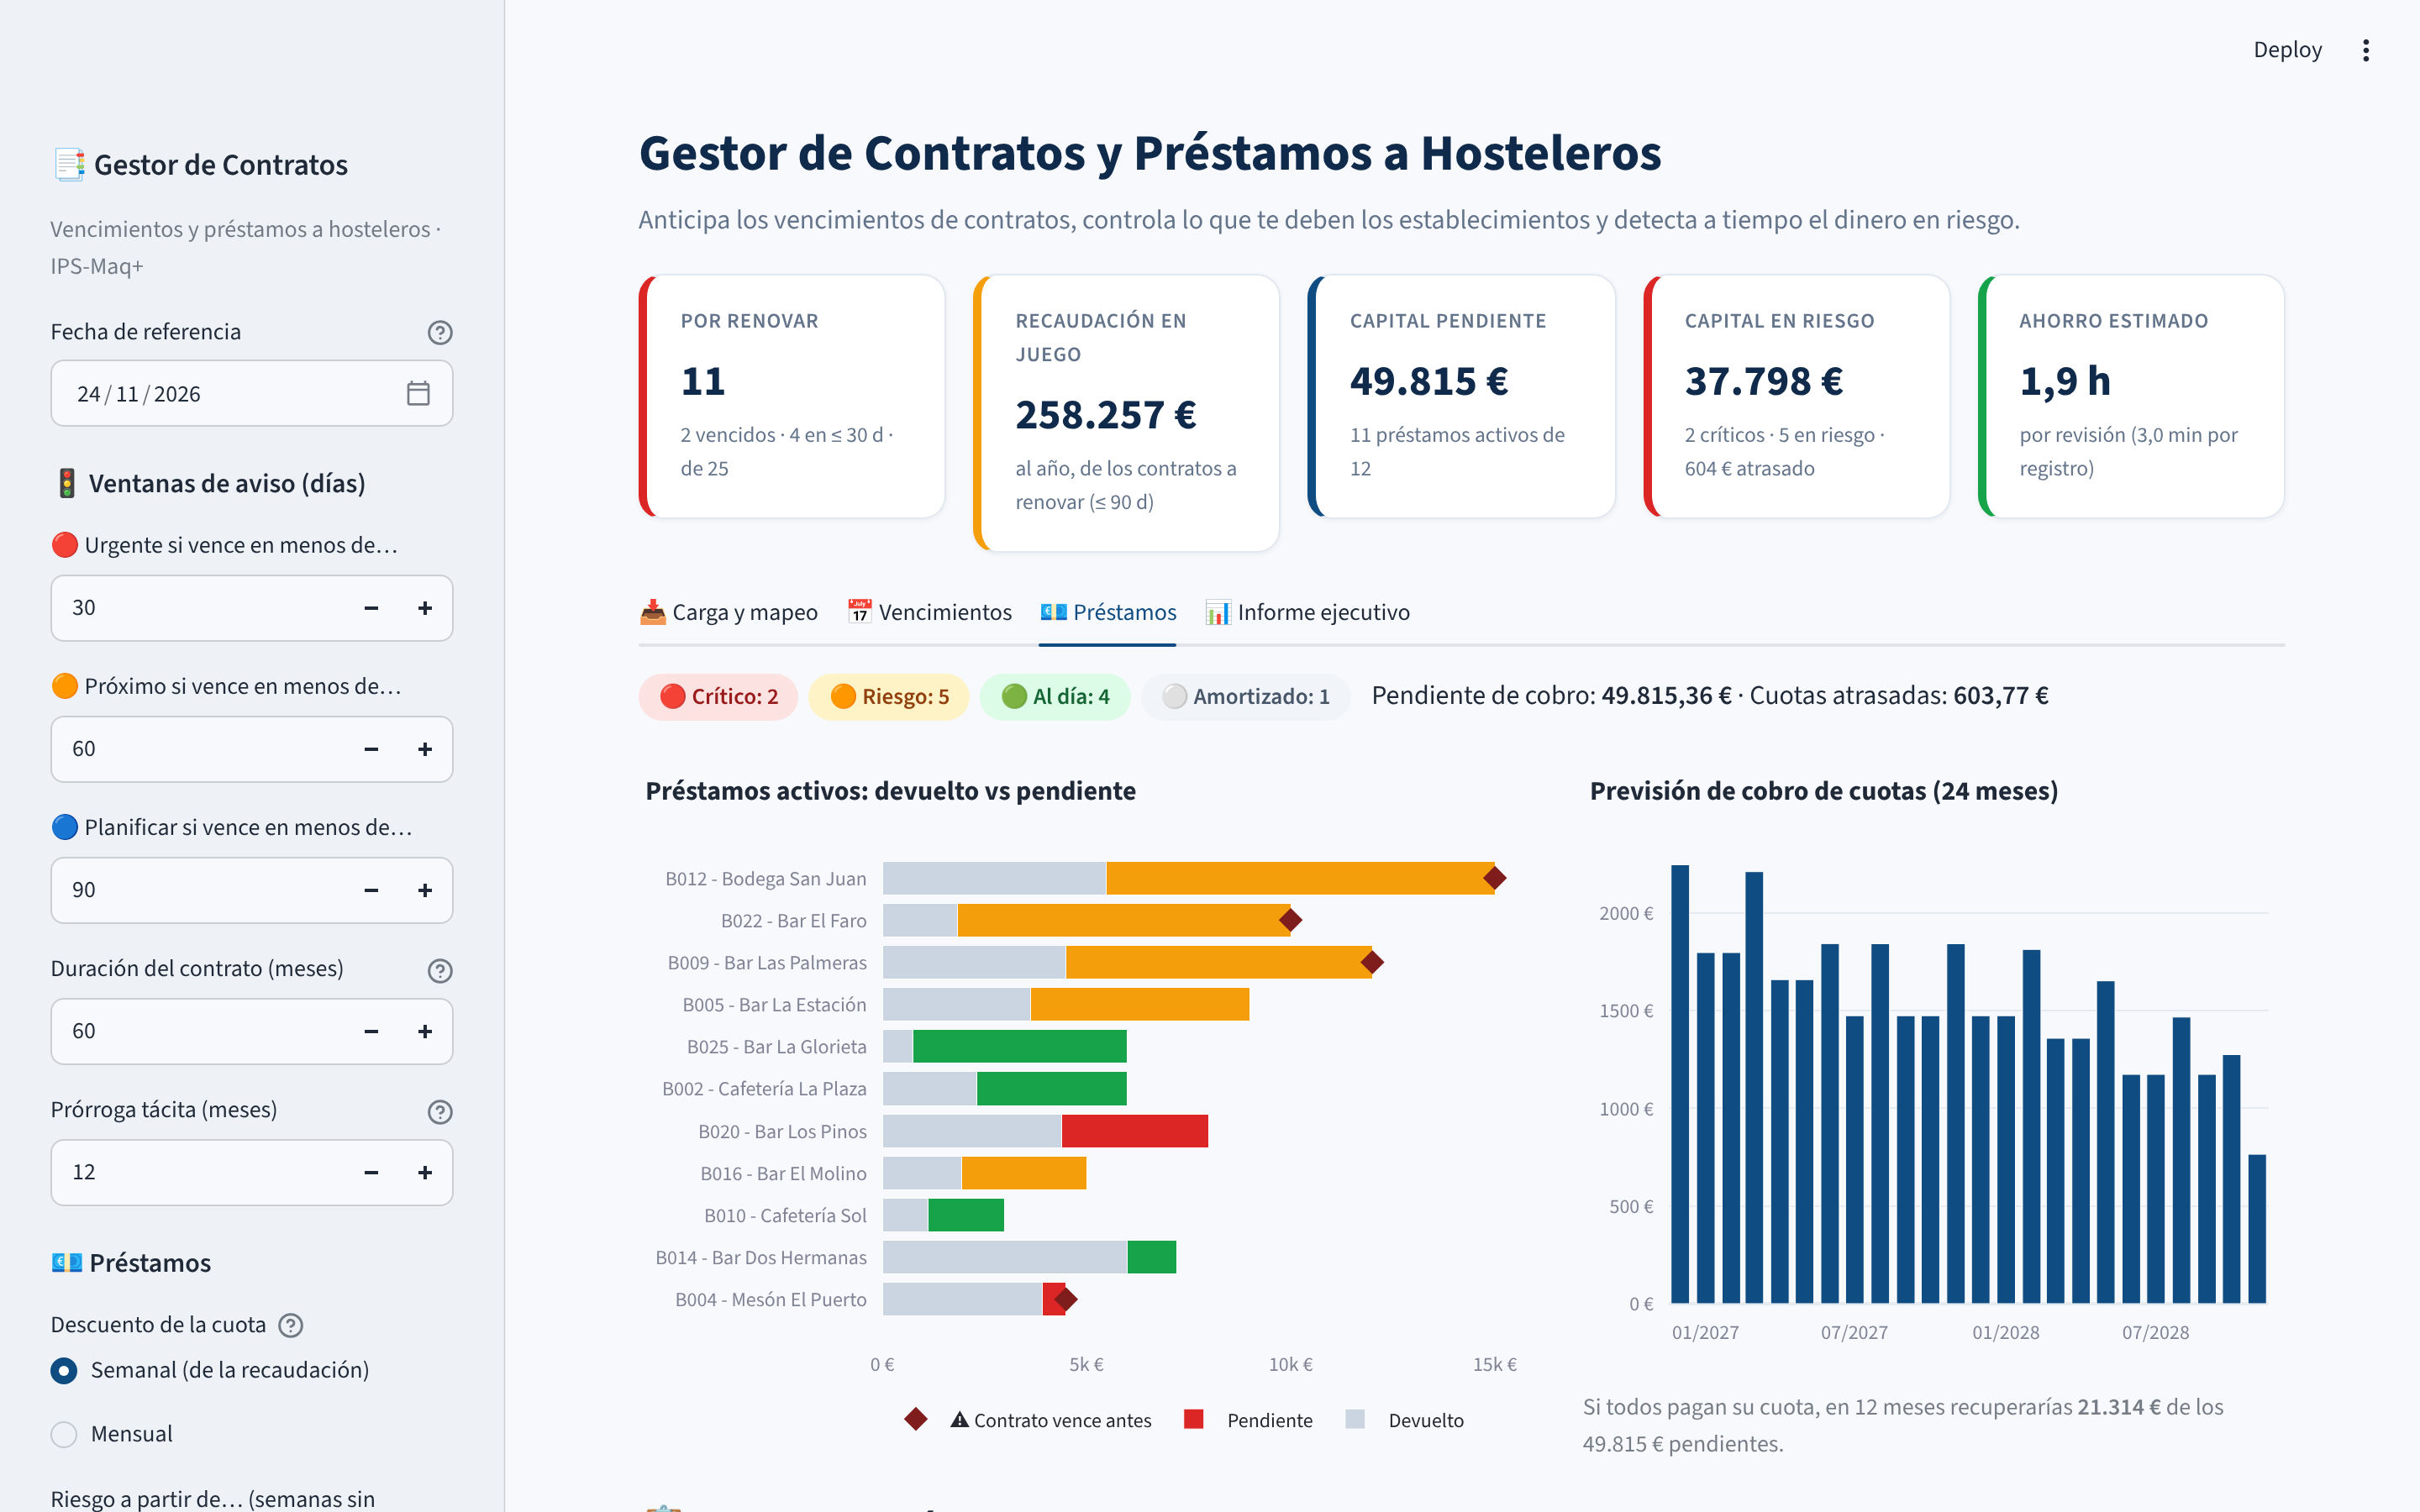 Deploy
📑 Gestor de Contratos
Vencimientos y préstamos a hosteleros ·
IPS-Maq+
Fecha de referencia
24/11/2026
🚦 Ventanas de aviso (días)
🔴 Urgente si vence en menos de…
30
🟠 Próximo si vence en menos de…
60
🔵 Planificar si vence en menos de…
90
Duración del contrato (meses)
60
Prórroga tácita (meses)
12
💶 Préstamos
Descuento de la cuota
Semanal (de la recaudación)
Mensual
Riesgo a partir de… (semanas sin
Gestor de Contratos y Préstamos a Hosteleros
Anticipa los vencimientos de contratos, controla lo que te deben los establecimientos y detecta a tiempo el dinero en riesgo.
POR RENOVAR
11
2 vencidos · 4 en ≤ 30 d ·
de 25
RECAUDACIÓN EN
JUEGO
258.257 €
al año, de los contratos a
renovar (≤ 90 d)
CAPITAL PENDIENTE
49.815 €
11 préstamos activos de
12
CAPITAL EN RIESGO
37.798 €
2 críticos · 5 en riesgo ·
604 € atrasado
AHORRO ESTIMADO
1,9 h
por revisión (3,0 min por
registro)
📥 Carga y mapeo 📅 Vencimientos 💶 Préstamos 📊 Informe ejecutivo
🔴 Crítico: 2 🟠 Riesgo: 5 🟢 Al día: 4 ⚪ Amortizado: 1 Pendiente de cobro: 49.815,36 € · Cuotas atrasadas: 603,77 €
Préstamos activos: devuelto vs pendiente
B012 - Bodega San Juan
B022 - Bar El Faro
B009 - Bar Las Palmeras
B005 - Bar La Estación
B025 - Bar La Glorieta
B002 - Cafetería La Plaza
B020 - Bar Los Pinos
B016 - Bar El Molino
B010 - Cafetería Sol
B014 - Bar Dos Hermanas
B004 - Mesón El Puerto
0 € 5k € 10k € 15k €
⚠ Contrato vence antes Pendiente Devuelto
Previsión de cobro de cuotas (24 meses)
2000 €
1500 €
1000 €
500 €
0 €
01/2027 07/2027 01/2028 07/2028
Si todos pagan su cuota, en 12 meses recuperarías 21.314 € de los
49.815 € pendientes.